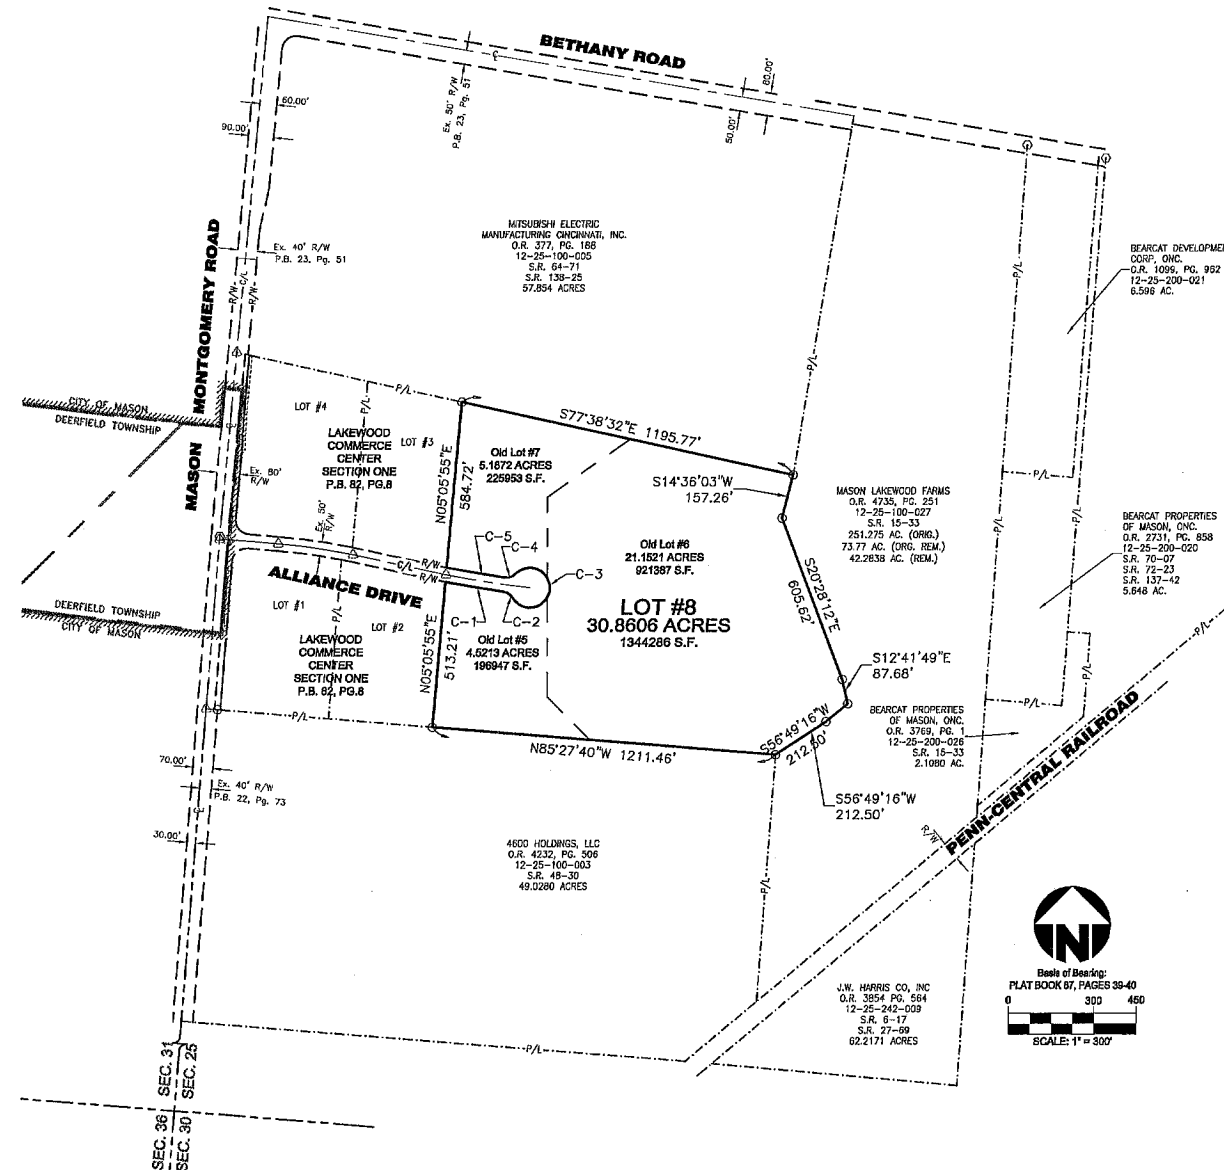 BETHANY ROAD
Ex. 50' R/W
P.B. 23, Pg. 51
60.00'
50.00'
60.00'
90.00'
MASON MONTGOMERY ROAD
Ex. 40' R/W
P.B. 23, Pg. 51
R/W
C/L
R/W
MITSUBISHI ELECTRIC
MANUFACTURING CINCINNATI, INC.
O.R. 377, PG. 188
12-25-100-005
S.R. 64-71
S.R. 138-25
57.854 ACRES
P/L
P/L
P/L
BEARCAT DEVELOPMEN
CORP, ONC.
O.R. 1099, PG. 962
12-25-200-021
6.596 AC.
CITY OF MASON
DEERFIELD TOWNSHIP
LOT #4
P/L
P/L
LOT #3
LAKEWOOD
COMMERCE
CENTER
SECTION ONE
P.B. 82, PG.8
Ex. 80'
R/W
Ex. 50'
R/W
N05°05'55"E
584.72'
Old Lot #7
5.1872 ACRES
225953 S.F.
S77°38'32"E 1195.77'
S14°36'03"W
157.26'
MASON LAKEWOOD FARMS
O.R. 4735, PG. 251
12-25-100-027
S.R. 15-33
251.275 AC. (ORIG.)
73.77 AC. (ORG. REM.)
42.2838 AC. (REM.)
P/L
P/L
BEARCAT PROPERTIES
OF MASON, ONC.
O.R. 2731, PG. 858
12-25-200-020
S.R. 70-07
S.R. 72-23
S.R. 137-42
5.648 AC.
Old Lot #6
21.1521 ACRES
921387 S.F.
C-5
C-4
C-3
R/W
C/L
R/W
ALLIANCE DRIVE
C-1
C-2
LOT #8
30.8606 ACRES
1344286 S.F.
S20°28'12"E
605.62'
DEERFIELD TOWNSHIP
CITY OF MASON
LOT #1
P/L
LOT #2
LAKEWOOD
COMMERCE
CENTER
SECTION ONE
P.B. 82, PG.8
N05°05'55"E
513.21'
Old Lot #5
4.5213 ACRES
196947 S.F.
S12°41'49"E
87.68'
P/L
P/L
P/L
N85°27'40"W 1211.46'
S56°49'16"W
212.50'
S56°49'16"W
212.50'
BEARCAT PROPERTIES
OF MASON, ONC.
O.R. 3769, PG. 1
12-25-200-026
S.R. 15-33
2.1080 AC.
70.00'
Ex. 40' R/W
P.B. 22, Pg. 73
30.00'
4600 HOLDINGS, LLC
O.R. 4232, PG. 506
12-25-100-003
S.R. 48-30
49.0280 ACRES
P/L
R/W
PENN-CENTRAL RAILROAD
N
Basis of Bearing:
PLAT BOOK 87, PAGES 39-40
0 300 450
SCALE: 1" = 300'
J.W. HARRIS CO, INC
O.R. 3854 PG. 564
12-25-242-009
S.R. 6-17
S.R. 27-69
62.2171 ACRES
P/L
SEC. 31
SEC. 25
SEC. 36
SEC. 30